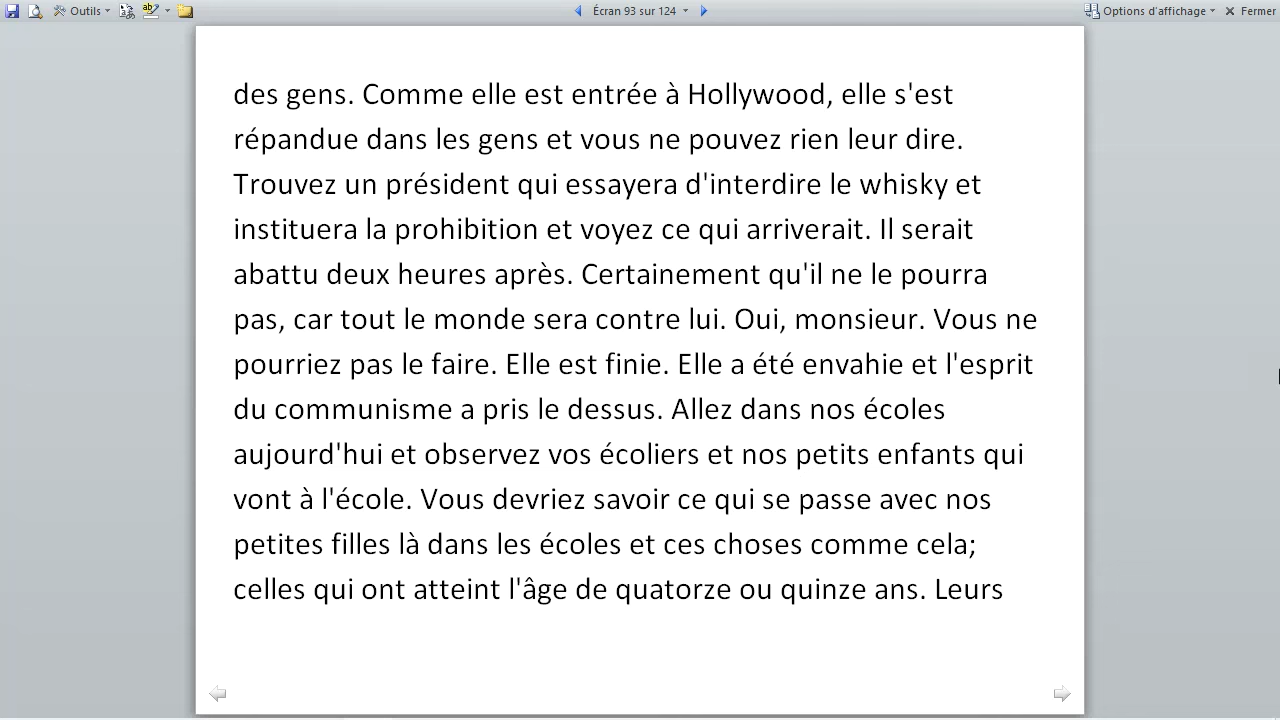 Outils
Écran 93 sur 124
Options d'affichage
Fermer
des gens. Comme elle est entrée à Hollywood, elle s'est
répandue dans les gens et vous ne pouvez rien leur dire.
Trouvez un président qui essayera d'interdire le whisky et
instituera la prohibition et voyez ce qui arriverait. Il serait
abattu deux heures après. Certainement qu'il ne le pourra
pas, car tout le monde sera contre lui. Oui, monsieur. Vous ne
pourriez pas le faire. Elle est finie. Elle a été envahie et l'esprit
du communisme a pris le dessus. Allez dans nos écoles
aujourd'hui et observez vos écoliers et nos petits enfants qui
vont à l'école. Vous devriez savoir ce qui se passe avec nos
petites filles là dans les écoles et ces choses comme cela;
celles qui ont atteint l'âge de quatorze ou quinze ans. Leurs